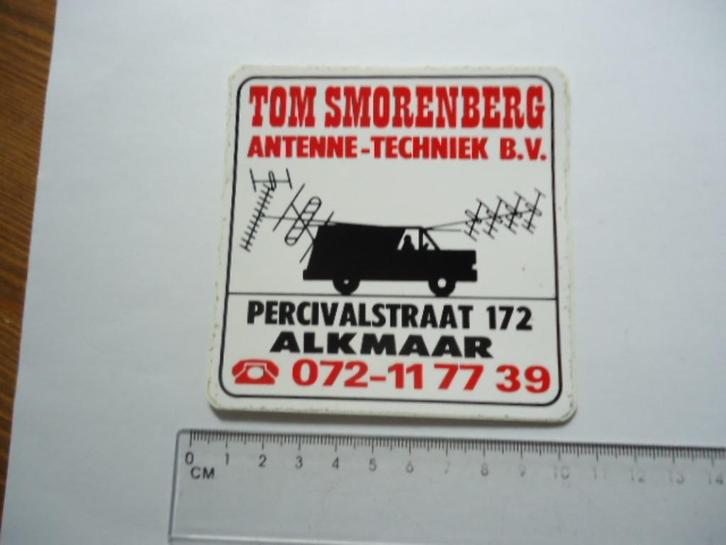 TOM SMORENBERG
ANTENNE-TECHNIEK B.V.
PERCIVALSTRAAT 172
ALKMAAR
072-11 77 39
0 1 2 3 4 5 6 7 8 9 10 11 12 13 14
CM